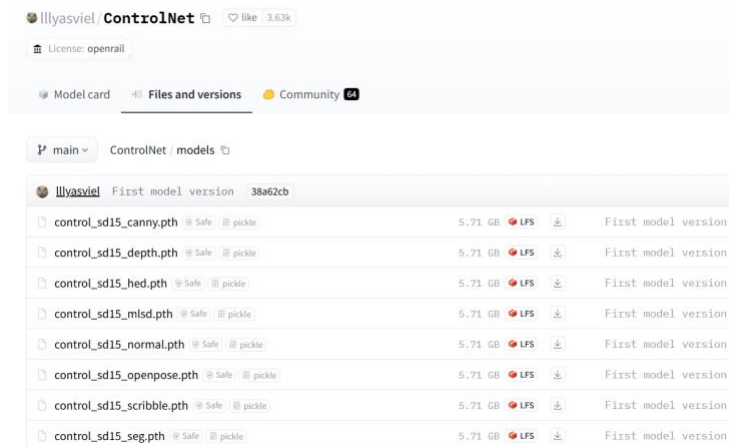 lllyasviel/ControlNet like 3.63k
License: openrail
Model card Files and versions Community 64
main ControlNet / models
lllyasviel First model version 38a62cb
control_sd15_canny.pth Safe pickle 5.71 GB LFS First model version
control_sd15_depth.pth Safe pickle 5.71 GB LFS First model version
control_sd15_hed.pth Safe pickle 5.71 GB LFS First model version
control_sd15_mlsd.pth Safe pickle 5.71 GB LFS First model version
control_sd15_normal.pth Safe pickle 5.71 GB LFS First model version
control_sd15_openpose.pth Safe pickle 5.71 GB LFS First model version
control_sd15_scribble.pth Safe pickle 5.71 GB LFS First model version
control_sd15_seg.pth Safe pickle 5.71 GB LFS First model version